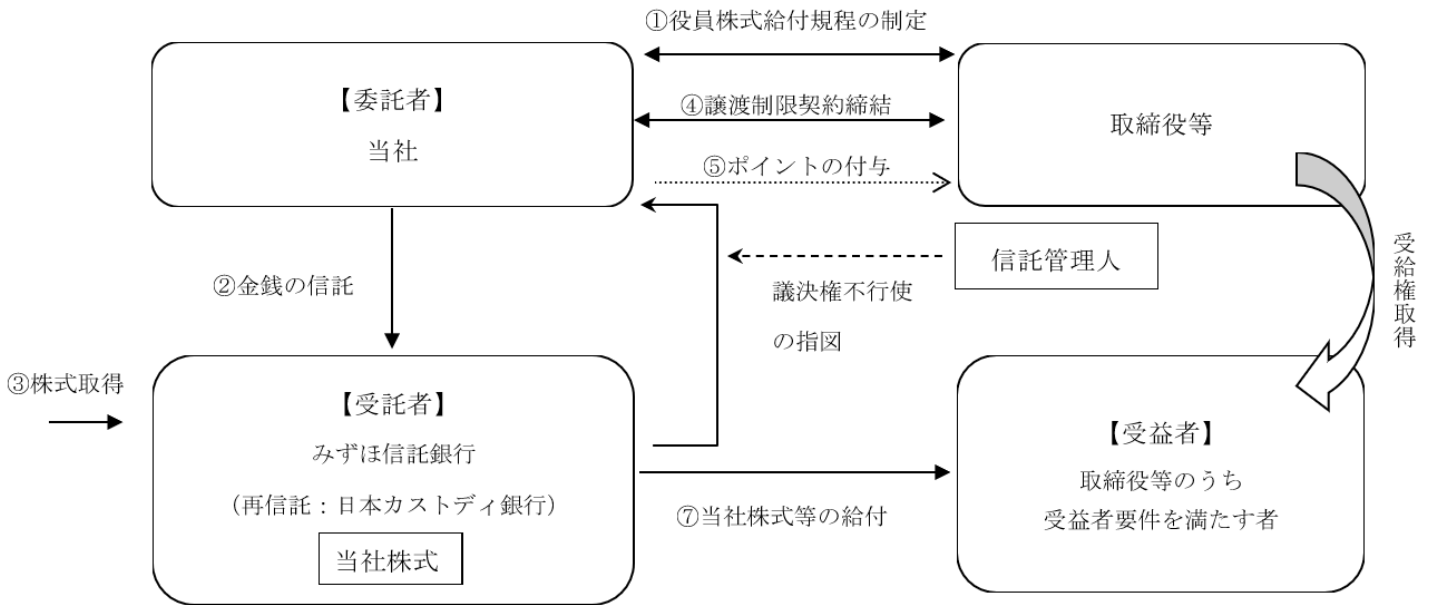 ①役員株式給付規程の制定
【委託者】
当社
④譲渡制限契約締結
取締役等
⑤ポイントの付与
信託管理人
議決権不行使
の指図
受給権取得
②金銭の信託
③株式取得
【受託者】
みずほ信託銀行
（再信託：日本カストディ銀行）
当社株式
⑦当社株式等の給付
【受益者】
取締役等のうち
受益者要件を満たす者